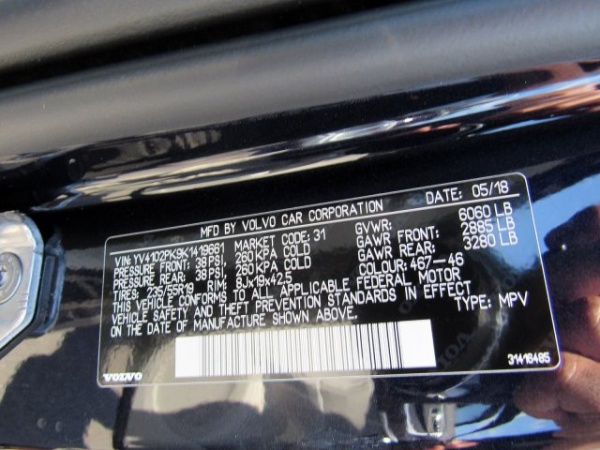 MFD BY VOLVO CAR CORPORATION DATE: 05/18
VIN: YV4102PK9K1419661 MARKET CODE: 31 GVWR: 6060 LB
PRESSURE FRONT: 38 PSI, 260 KPA COLD GAWR FRONT: 2885 LB
PRESSURE REAR: 38 PSI, 260 KPA COLD GAWR REAR: 3280 LB
TIRES: 235/55R19 RIM: 8Jx19x42.5 COLOUR: 467-46
THIS VEHICLE CONFORMS TO ALL APPLICABLE FEDERAL MOTOR
VEHICLE SAFETY AND THEFT PREVENTION STANDARDS IN EFFECT
ON THE DATE OF MANUFACTURE SHOWN ABOVE. TYPE: MPV
VOLVO 31416485